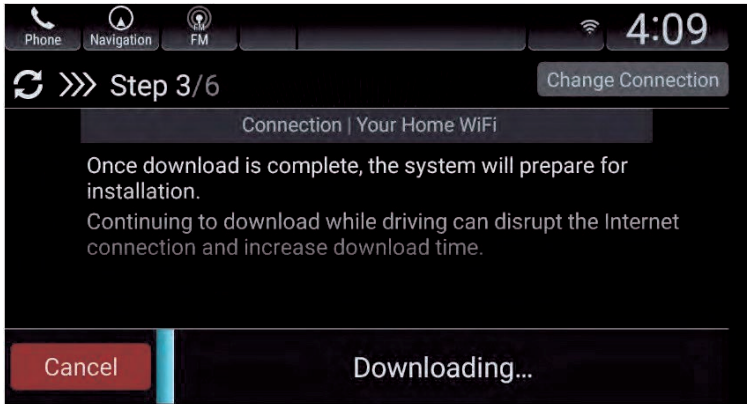 FM
Phone
Navigation
FM
4:09
>>> Step 3/6
Change Connection
Connection | Your Home WiFi
Once download is complete, the system will prepare for
installation.
Continuing to download while driving can disrupt the Internet
connection and increase download time.
Cancel
Downloading...